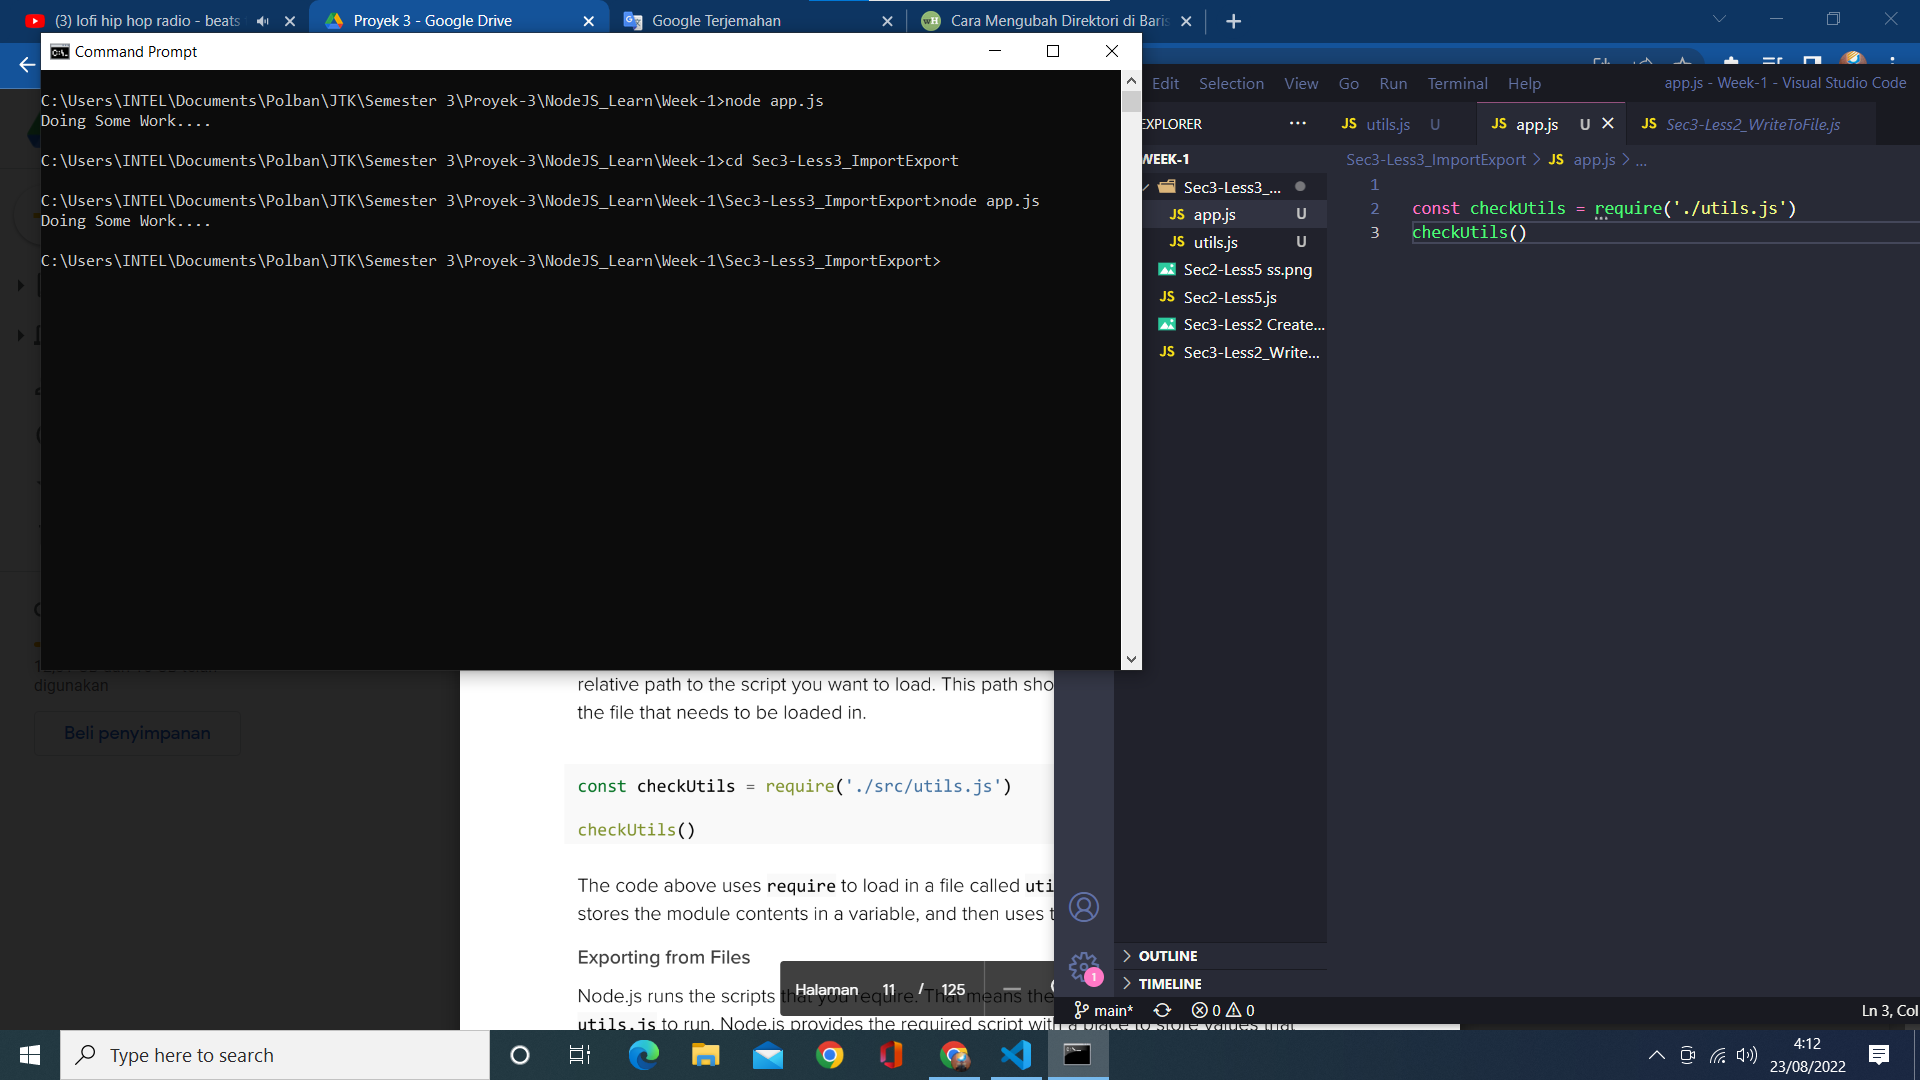 (3) lofi hip hop radio - beats
Proyek 3 - Google Drive
Google Terjemahan
Cara Mengubah Direktori di Baris
Command Prompt
C:\Users\INTEL\Documents\Polban\JTK\Semester 3\Proyek-3\NodeJS_Learn\Week-1>node app.js
Doing Some Work....
C:\Users\INTEL\Documents\Polban\JTK\Semester 3\Proyek-3\NodeJS_Learn\Week-1>cd Sec3-Less3_ImportExport
C:\Users\INTEL\Documents\Polban\JTK\Semester 3\Proyek-3\NodeJS_Learn\Week-1\Sec3-Less3_ImportExport>node app.js
Doing Some Work....
C:\Users\INTEL\Documents\Polban\JTK\Semester 3\Proyek-3\NodeJS_Learn\Week-1\Sec3-Less3_ImportExport>
Edit Selection View Go Run Terminal Help
app.js - Week-1 - Visual Studio Code
EXPLORER ...
JS utils.js U
JS app.js U
JS Sec3-Less2_WriteToFile.js
WEEK-1
Sec3-Less3_...
JS app.js U
JS utils.js U
Sec2-Less5 ss.png
JS Sec2-Less5.js
Sec3-Less2 Create...
JS Sec3-Less2_Write...
Sec3-Less3_ImportExport > JS app.js > ...
1
2 const checkUtils = require('./utils.js')
3 checkUtils()
digunakan
Beli penyimpanan
relative path to the script you want to load. This path sho
the file that needs to be loaded in.
const checkUtils = require('./src/utils.js')
checkUtils()
The code above uses require to load in a file called uti
stores the module contents in a variable, and then uses t
Exporting from Files
Node.js runs the scripts that you require. That means the
utils.js to run. Node.js provides the required script with a place to store values that
Halaman 11 / 125
1
OUTLINE
TIMELINE
main*
0 0
Ln 3, Col
Type here to search
4:12
23/08/2022